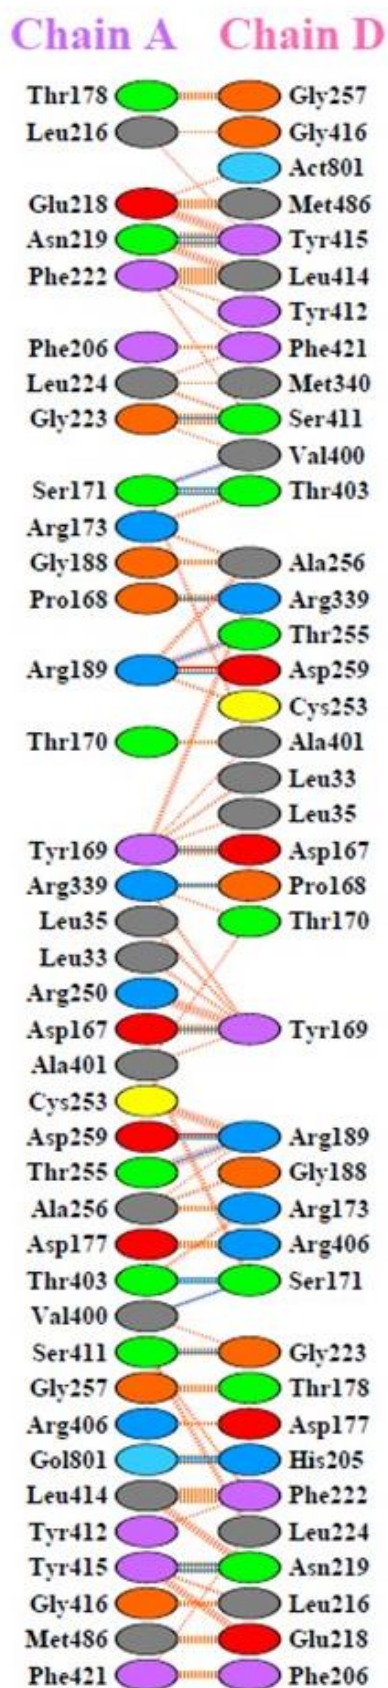 Chain A Chain D
Thr178 Gly257
Leu216 Gly416
Act801
Glu218 Met486
Asn219 Tyr415
Phe222 Leu414
Tyr412
Phe206 Phe421
Leu224 Met340
Gly223 Ser411
Val400
Ser171 Thr403
Arg173
Gly188 Ala256
Pro168 Arg339
Thr255
Arg189 Asp259
Cys253
Thr170 Ala401
Leu33
Leu35
Tyr169 Asp167
Arg339 Pro168
Leu35 Thr170
Leu33
Arg250
Asp167 Tyr169
Ala401
Cys253
Asp259 Arg189
Thr255 Gly188
Ala256 Arg173
Asp177 Arg406
Thr403 Ser171
Val400
Ser411 Gly223
Gly257 Thr178
Arg406 Asp177
Gol801 His205
Leu414 Phe222
Tyr412 Leu224
Tyr415 Asn219
Gly416 Leu216
Met486 Glu218
Phe421 Phe206